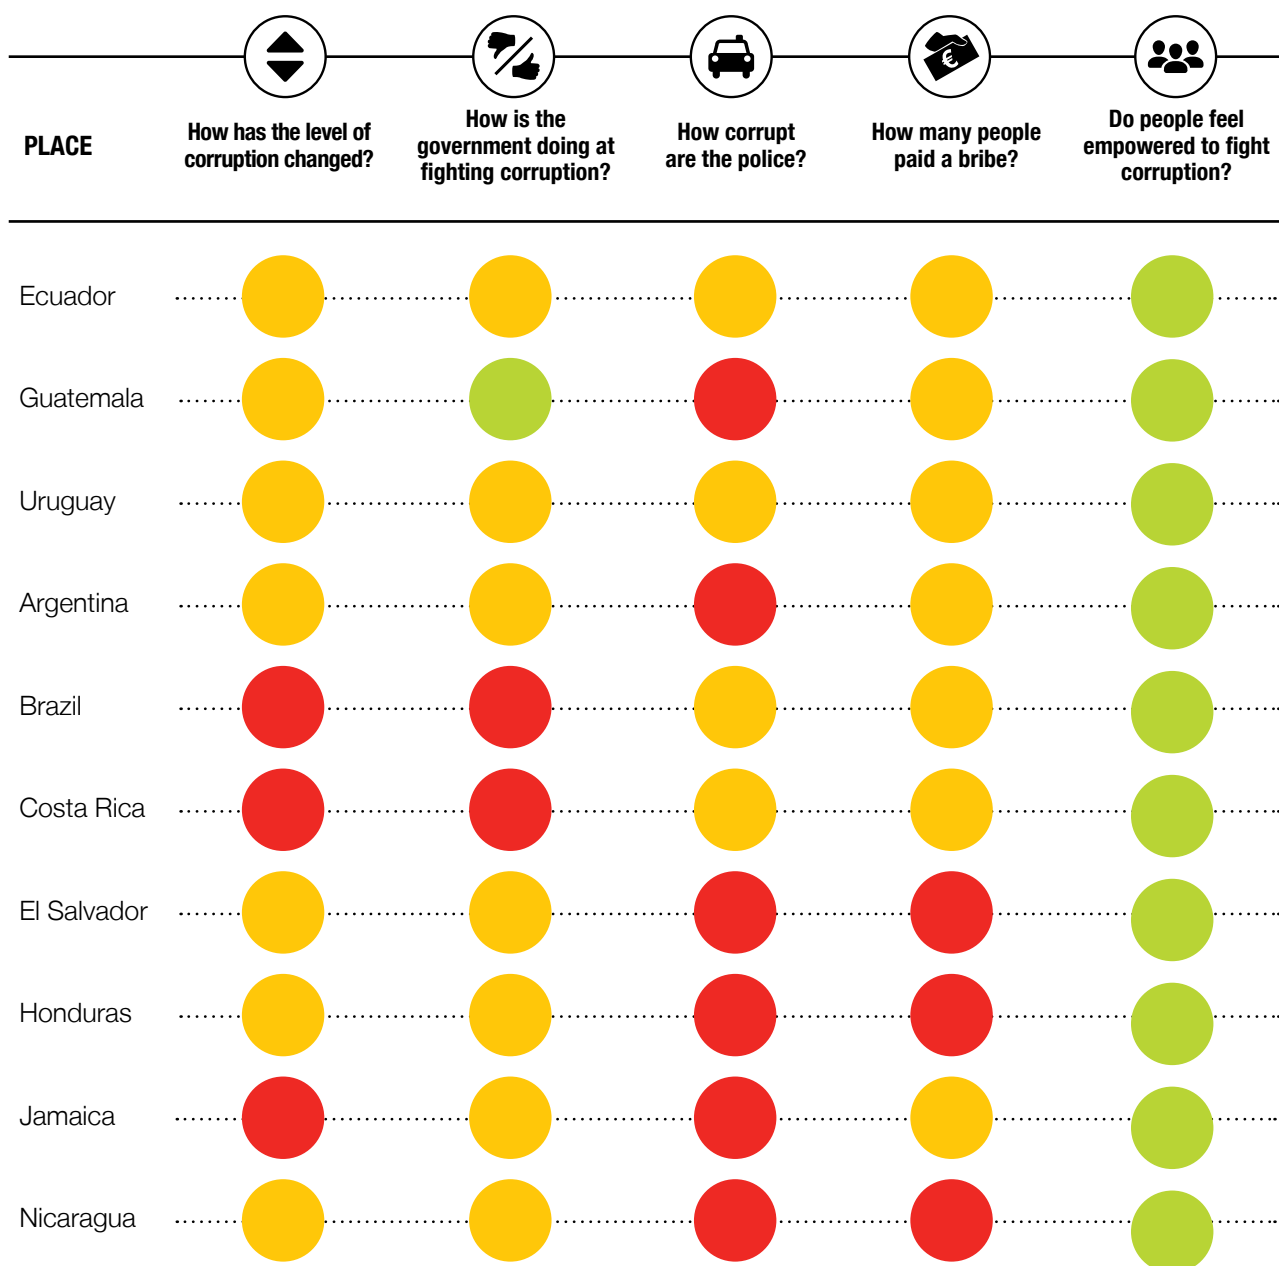 PLACE
How has the level of
corruption changed?
How is the
government doing at
fighting corruption?
How corrupt
are the police?
€
How many people
paid a bribe?
Do people feel
empowered to fight
corruption?
Ecuador
Guatemala
Uruguay
Argentina
Brazil
Costa Rica
El Salvador
Honduras
Jamaica
Nicaragua